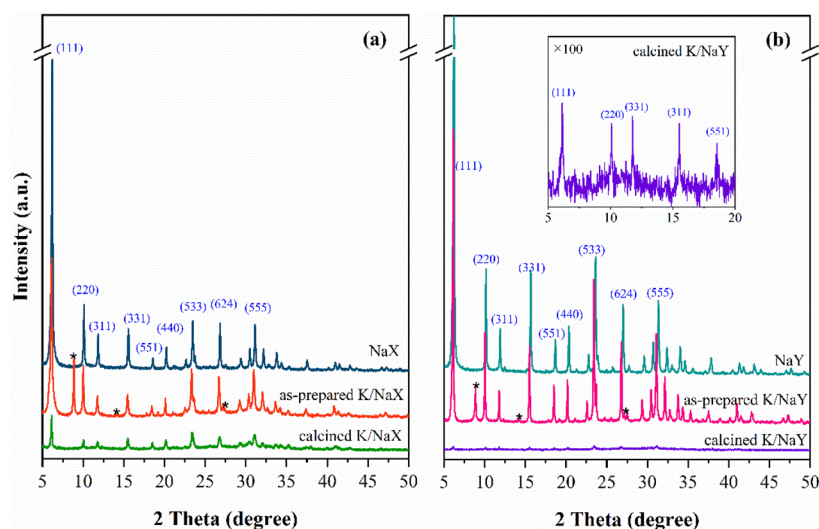 (a)
(111)
(220)
(311)
(331)
(551)
(440)
(533)
(624)
(555)
*
*
*
NaX
as-prepared K/NaX
calcined K/NaX
5 10 15 20 25 30 35 40 45 50
2 Theta (degree)
Intensity (a.u.)
(b)
×100
calcined K/NaY
(111)
(220)
(331)
(311)
(551)
5 10 15 20
(111)
(220)
(311)
(331)
(551)
(440)
(533)
(624)
(555)
*
*
*
NaY
as-prepared K/NaY
calcined K/NaY
5 10 15 20 25 30 35 40 45 50
2 Theta (degree)